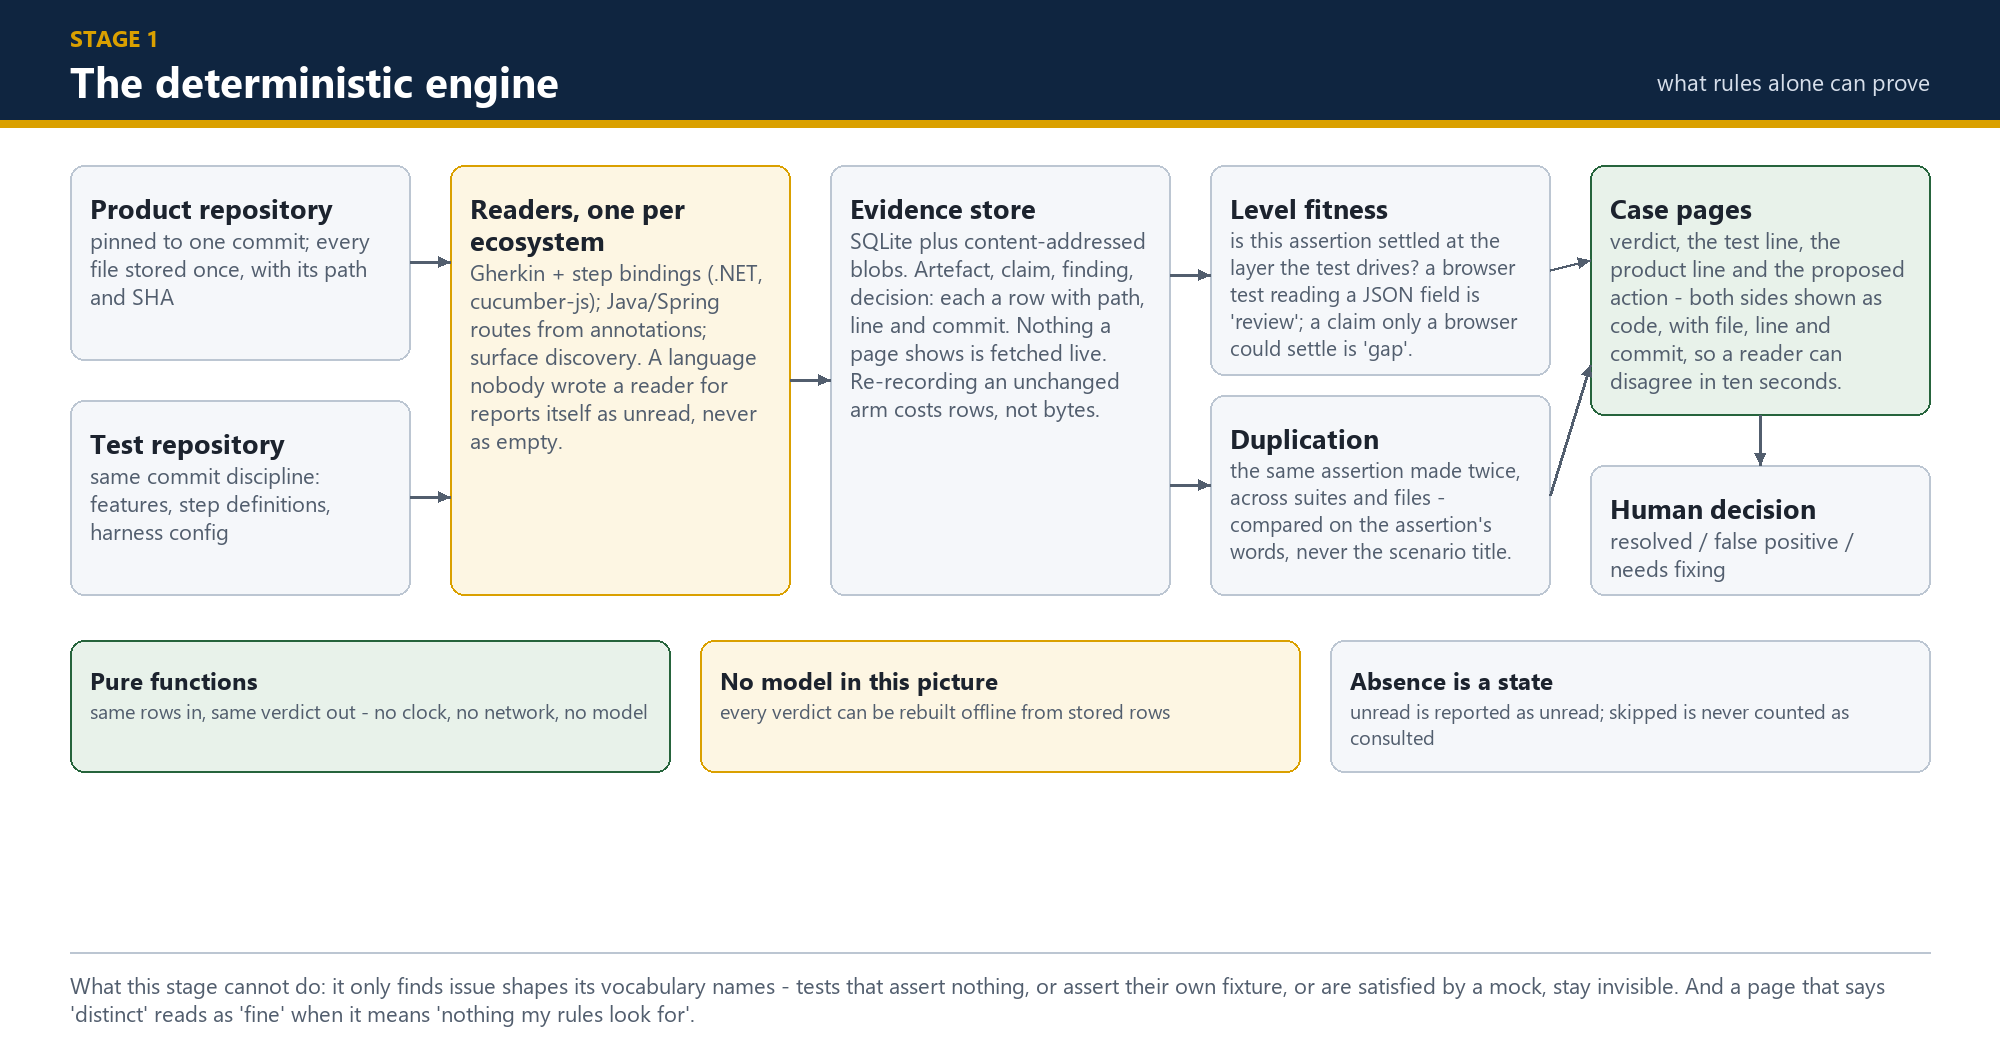 STAGE 1
The deterministic engine
what rules alone can prove
Product repository
pinned to one commit; every
file stored once, with its path
and SHA
Test repository
same commit discipline:
features, step definitions,
harness config
Readers, one per
ecosystem
Gherkin + step bindings (.NET,
cucumber-js); Java/Spring
routes from annotations;
surface discovery. A language
nobody wrote a reader for
reports itself as unread, never
as empty.
Evidence store
SQLite plus content-addressed
blobs. Artefact, claim, finding,
decision: each a row with path,
line and commit. Nothing a
page shows is fetched live.
Re-recording an unchanged
arm costs rows, not bytes.
Level fitness
is this assertion settled at the
layer the test drives? a browser
test reading a JSON field is
'review'; a claim only a browser
could settle is 'gap'.
Duplication
the same assertion made twice,
across suites and files -
compared on the assertion's
words, never the scenario title.
Case pages
verdict, the test line, the
product line and the proposed
action - both sides shown as
code, with file, line and
commit, so a reader can
disagree in ten seconds.
Human decision
resolved / false positive /
needs fixing
Pure functions
same rows in, same verdict out - no clock, no network, no model
No model in this picture
every verdict can be rebuilt offline from stored rows
Absence is a state
unread is reported as unread; skipped is never counted as
consulted
What this stage cannot do: it only finds issue shapes its vocabulary names - tests that assert nothing, or assert their own fixture, or are satisfied by a mock, stay invisible. And a page that says
'distinct' reads as 'fine' when it means 'nothing my rules look for'.